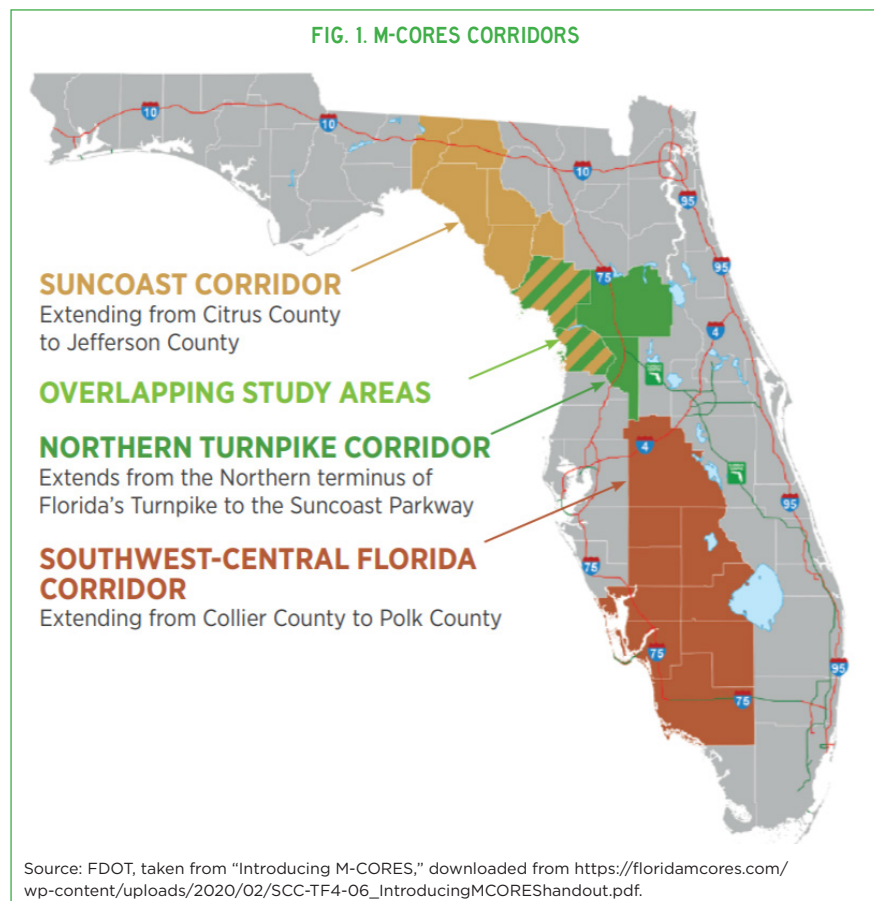 FIG. 1. M-CORES CORRIDORS
10
10
10
95
75
95
SUNCOAST CORRIDOR
Extending from Citrus County
to Jefferson County
4
OVERLAPPING STUDY AREAS
NORTHERN TURNPIKE CORRIDOR
Extends from the Northern terminus of
Florida's Turnpike to the Suncoast Parkway
4
95
SOUTHWEST-CENTRAL FLORIDA
CORRIDOR
Extending from Collier County to Polk County
75
75
95
75
Source: FDOT, taken from “Introducing M-CORES,” downloaded from https://floridamcores.com/
wp-content/uploads/2020/02/SCC-TF4-06_IntroducingMCOREShandout.pdf.